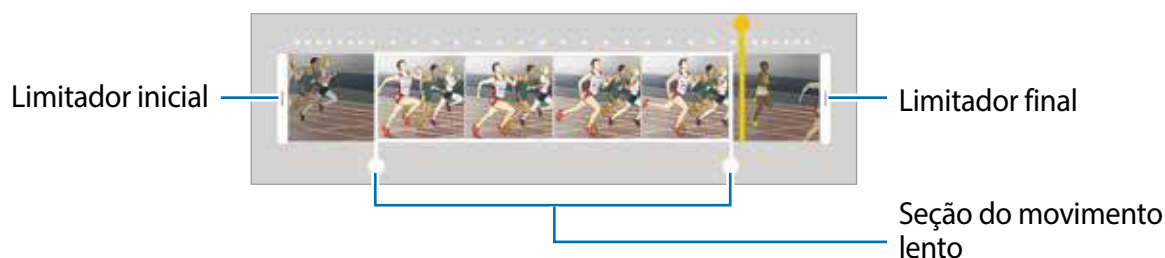 Limitador inicial
Limitador final
Seção do movimento
lento